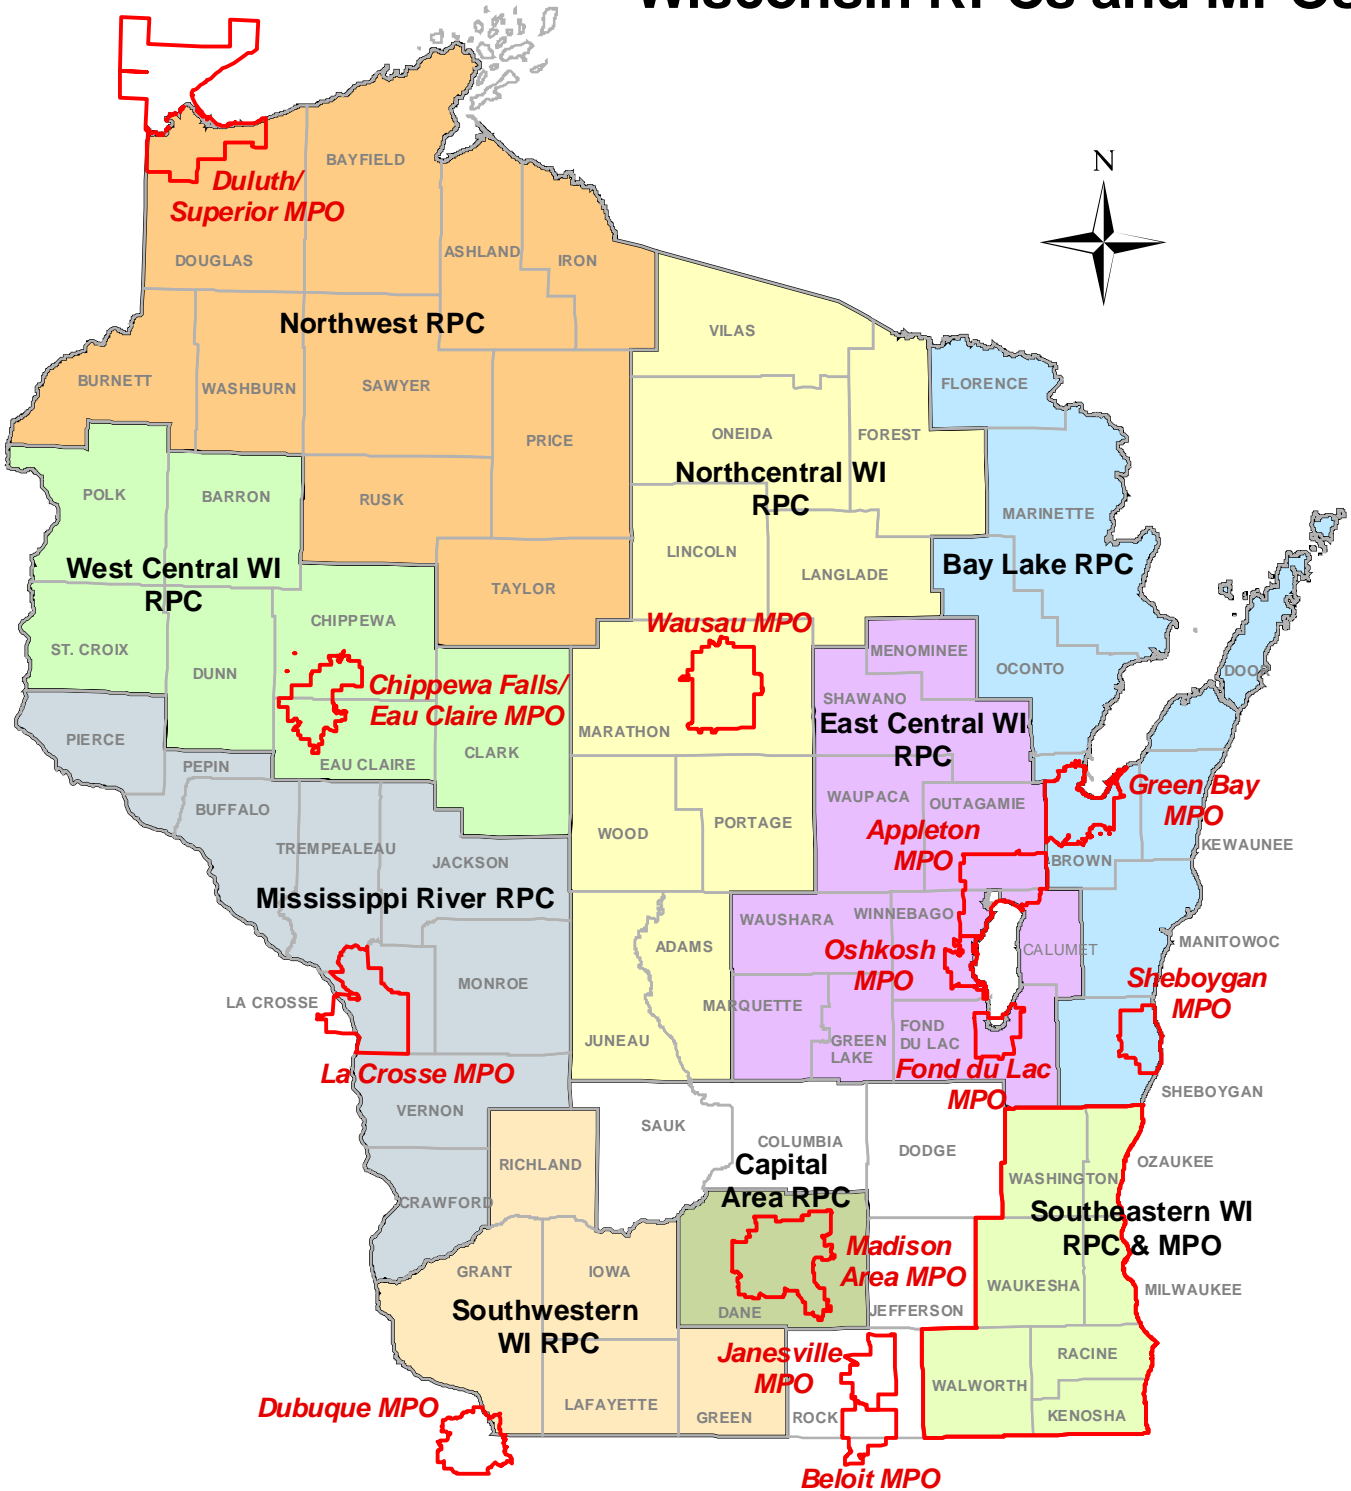 Wisconsin RPCs and MPOs
N
BAYFIELD
Duluth/
Superior MPO
ASHLAND
IRON
DOUGLAS
Northwest RPC
VILAS
BURNETT
WASHBURN
SAWYER
FLORENCE
PRICE
ONEIDA
FOREST
Northcentral WI
RPC
POLK
BARRON
RUSK
MARINETTE
LINCOLN
LANGLADE
Bay Lake RPC
West Central WI
RPC
TAYLOR
CHIPPEWA
Wausau MPO
ST. CROIX
DUNN
MENOMINEE
OCONTO
DOOR
Chippewa Falls/
Eau Claire MPO
SHAWANO
East Central WI
RPC
MARATHON
PIERCE
CLARK
PEPIN
EAU CLAIRE
Green Bay
MPO
BUFFALO
WAUPACA
OUTAGAMIE
WOOD
PORTAGE
Appleton
MPO
TREMPEALEAU
JACKSON
BROWN
KEWAUNEE
Mississippi River RPC
WAUSHARA
WINNEBAGO
ADAMS
Oshkosh
MPO
CALUMET
MANITOWOC
Sheboygan
MPO
MONROE
LA CROSSE
MARQUETTE
JUNEAU
GREEN
LAKE
FOND
DU LAC
Fond du Lac
MPO
La Crosse MPO
SHEBOYGAN
VERNON
SAUK
COLUMBIA
DODGE
RICHLAND
Capital
Area RPC
OZAUKEE
WASHINGTON
CRAWFORD
Southeastern WI
RPC & MPO
Madison
Area MPO
GRANT
IOWA
WAUKESHA
MILWAUKEE
DANE
JEFFERSON
Southwestern
WI RPC
Janesville
MPO
RACINE
WALWORTH
Dubuque MPO
LAFAYETTE
GREEN
ROCK
KENOSHA
Beloit MPO